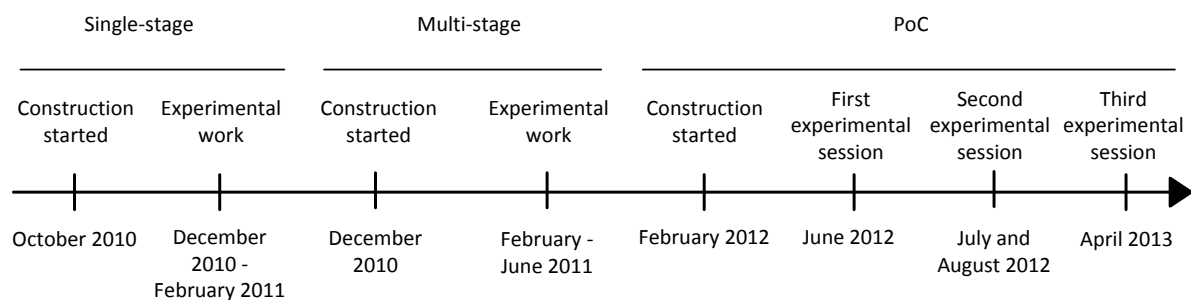 Single-stage
Multi-stage
PoC
Construction started
Experimental work
Construction started
Experimental work
Construction started
First experimental session
Second experimental session
Third experimental session
October 2010
December 2010 - February 2011
December 2010
February - June 2011
February 2012
June 2012
July and August 2012
April 2013